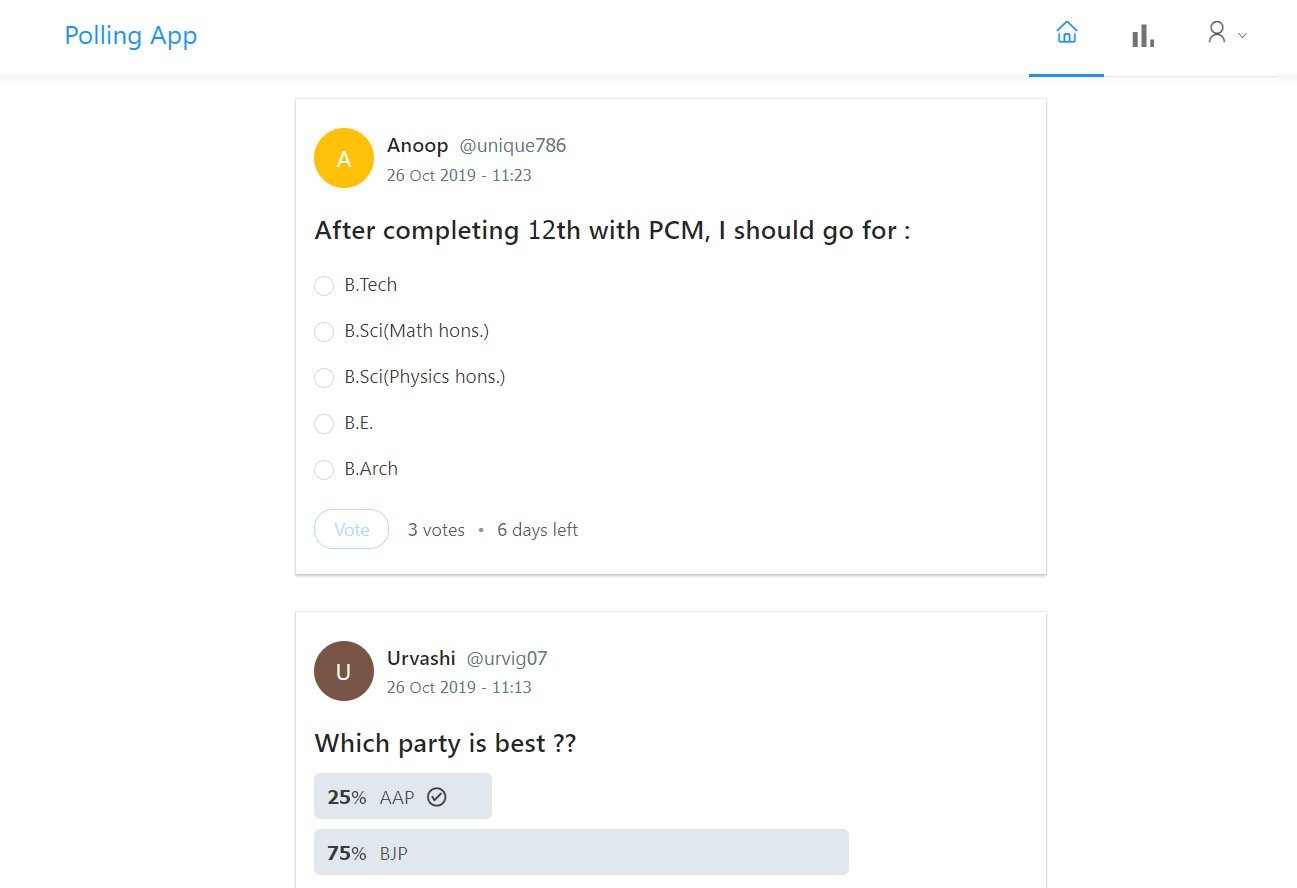 Polling App
A
Anoop @unique786
26 Oct 2019 - 11:23
After completing 12th with PCM, I should go for :
B.Tech
B.Sci(Math hons.)
B.Sci(Physics hons.)
B.E.
B.Arch
Vote 3 votes • 6 days left
U
Urvashi @urvig07
26 Oct 2019 - 11:13
Which party is best ??
25% AAP
75% BJP